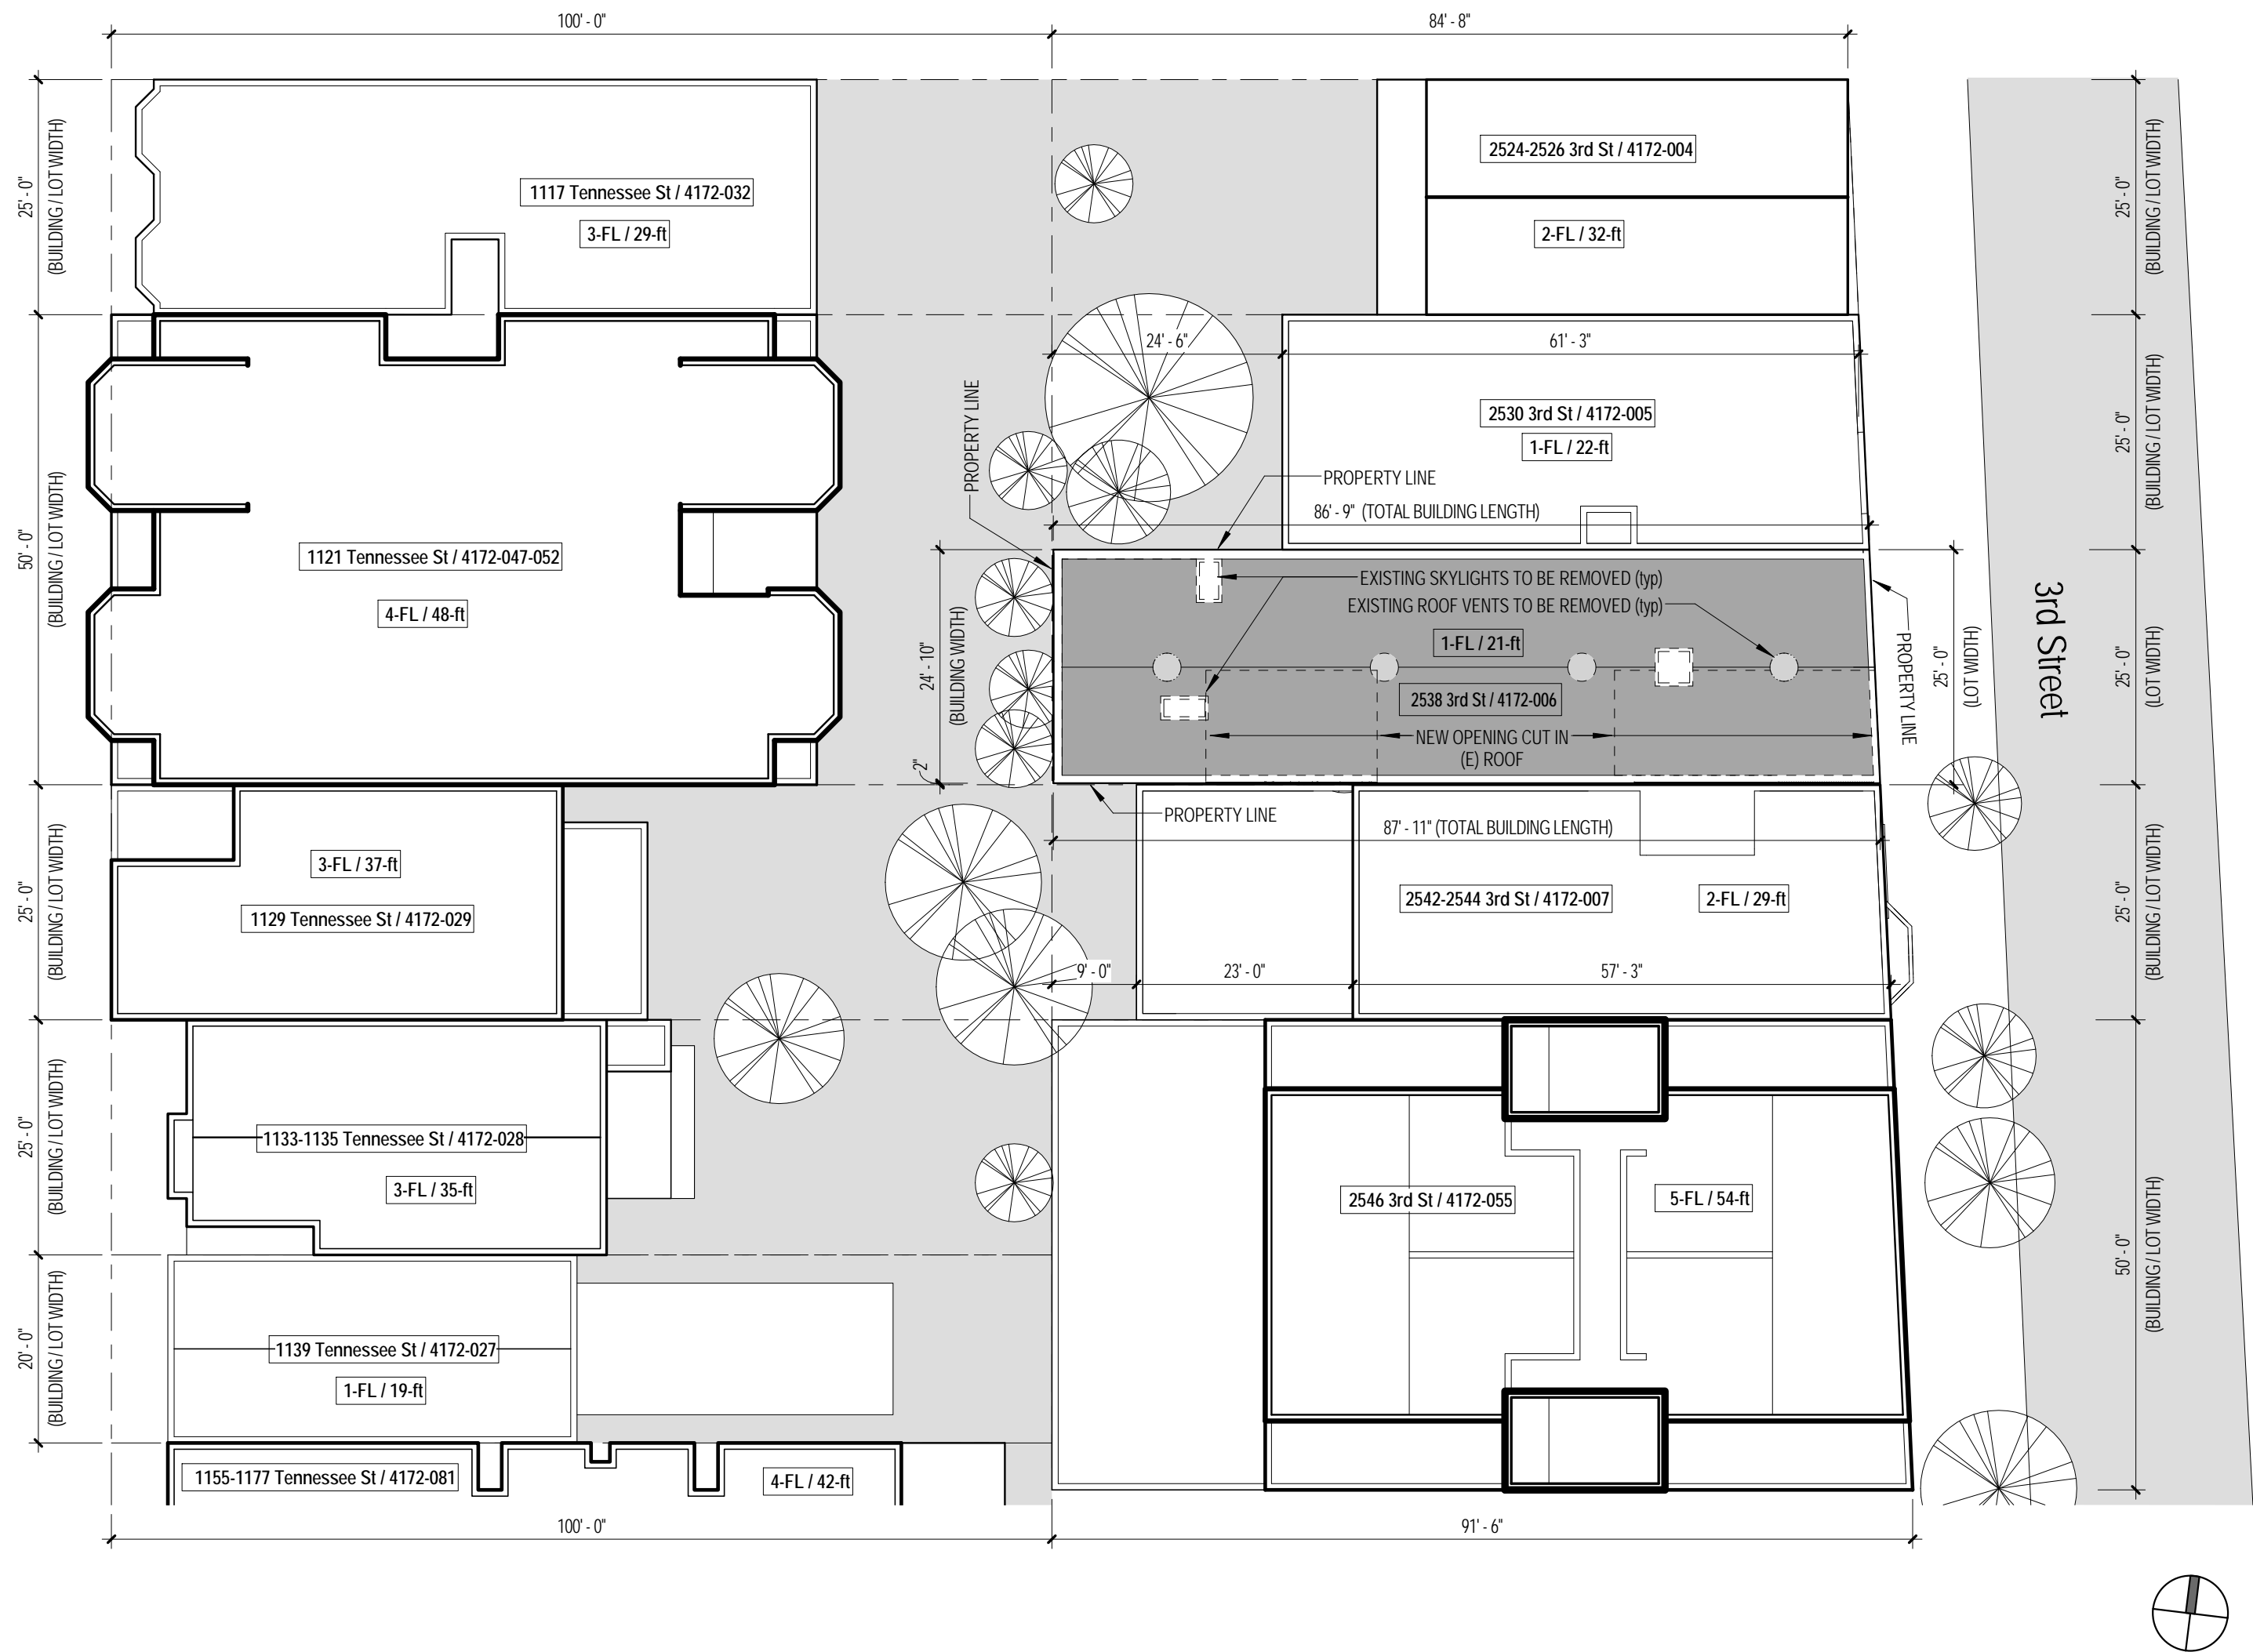 100' - 0"
84' - 8"
25' - 0"
(BUILDING / LOT WIDTH)
1117 Tennessee St / 4172-032
3-FL / 29-ft
2524-2526 3rd St / 4172-004
2-FL / 32-ft
25' - 0"
(BUILDING / LOT WIDTH)
50' - 0"
(BUILDING / LOT WIDTH)
1121 Tennessee St / 4172-047-052
4-FL / 48-ft
24' - 6"
61' - 3"
2530 3rd St / 4172-005
1-FL / 22-ft
25' - 0"
(BUILDING / LOT WIDTH)
PROPERTY LINE
PROPERTY LINE
86' - 9" (TOTAL BUILDING LENGTH)
24' - 10"
(BUILDING WIDTH)
2"
EXISTING SKYLIGHTS TO BE REMOVED (typ)
EXISTING ROOF VENTS TO BE REMOVED (typ)
1-FL / 21-ft
2538 3rd St / 4172-006
NEW OPENING CUT IN
(E) ROOF
PROPERTY LINE
25' - 0"
(LOT WIDTH)
3rd Street
25' - 0"
(LOT WIDTH)
PROPERTY LINE
25' - 0"
(BUILDING / LOT WIDTH)
3-FL / 37-ft
1129 Tennessee St / 4172-029
87' - 11" (TOTAL BUILDING LENGTH)
2542-2544 3rd St / 4172-007
2-FL / 29-ft
9' - 0"
23' - 0"
57' - 3"
25' - 0"
(BUILDING / LOT WIDTH)
25' - 0"
(BUILDING / LOT WIDTH)
1133-1135 Tennessee St / 4172-028
3-FL / 35-ft
2546 3rd St / 4172-055
5-FL / 54-ft
50' - 0"
(BUILDING / LOT WIDTH)
20' - 0"
(BUILDING / LOT WIDTH)
1139 Tennessee St / 4172-027
1-FL / 19-ft
1155-1177 Tennessee St / 4172-081
4-FL / 42-ft
100' - 0"
91' - 6"